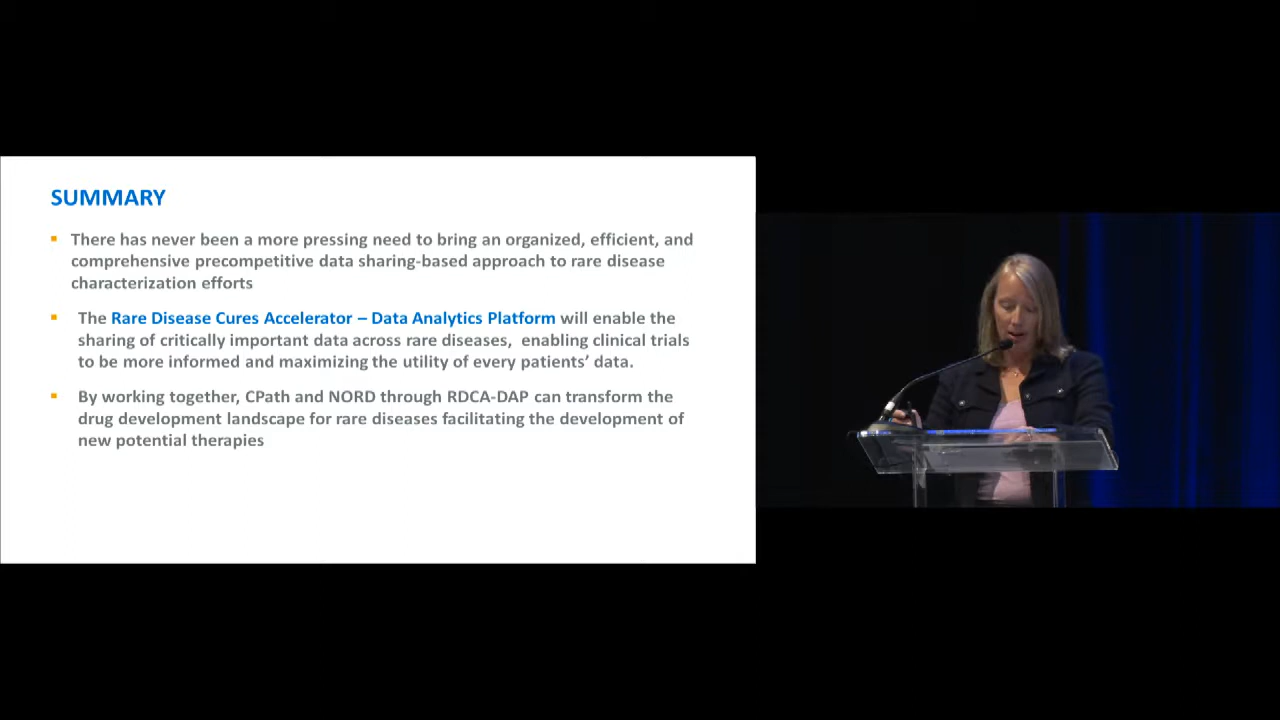 SUMMARY
There has never been a more pressing need to bring an organized, efficient, and
comprehensive precompetitive data sharing-based approach to rare disease
characterization efforts
The Rare Disease Cures Accelerator – Data Analytics Platform will enable the
sharing of critically important data across rare diseases,  enabling clinical trials
to be more informed and maximizing the utility of every patients’ data.
By working together, CPath and NORD through RDCA-DAP can transform the
drug development landscape for rare diseases facilitating the development of
new potential therapies